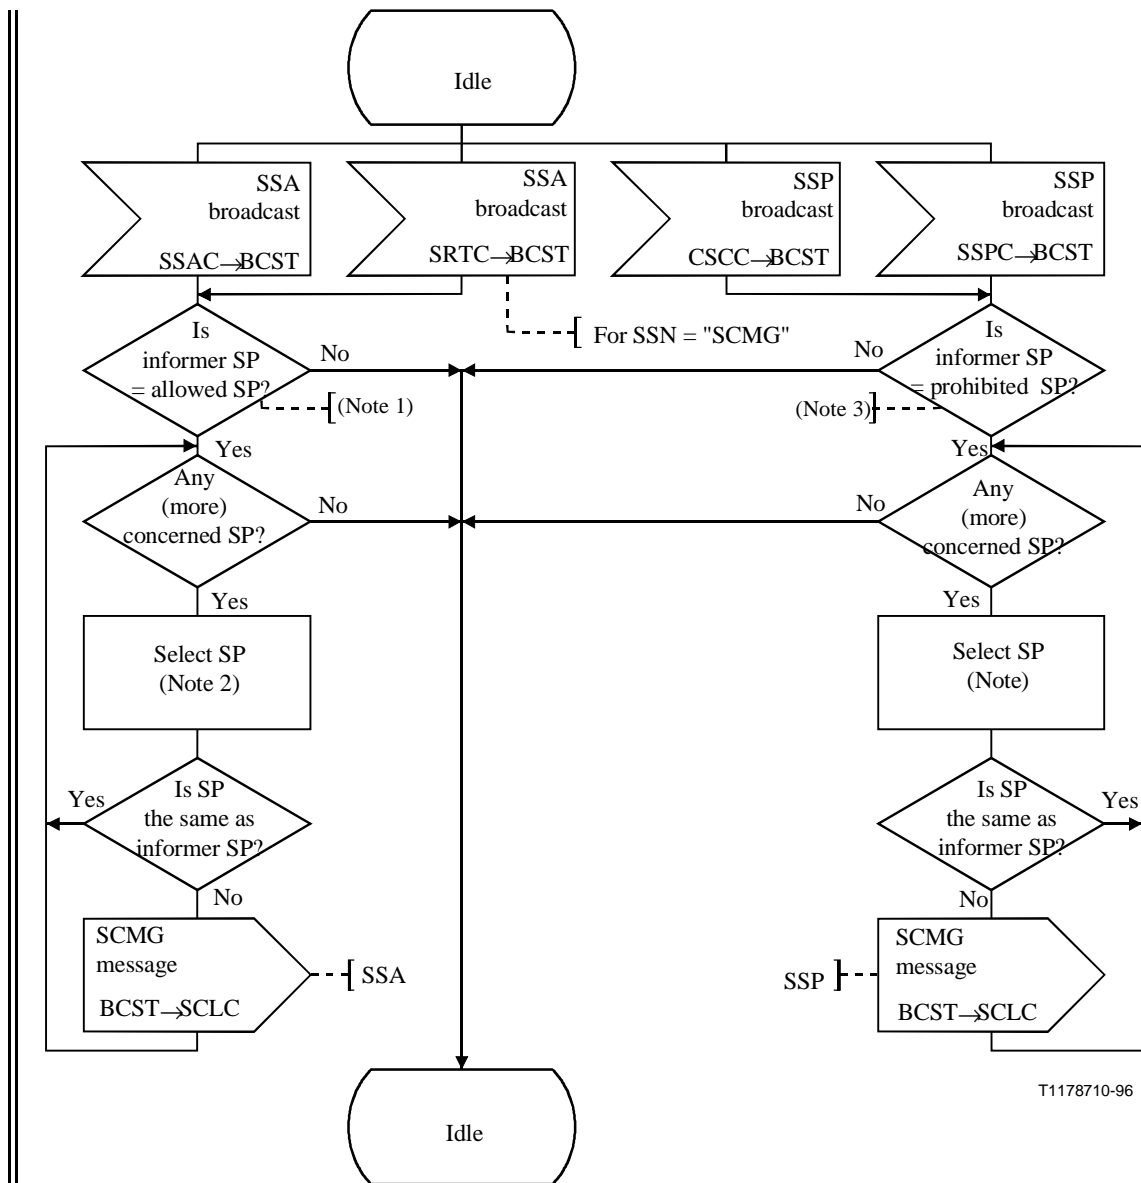 Idle
SSA
broadcast
SSAC→BCST
SSA
broadcast
SRTC→BCST
SSP
broadcast
CSCC→BCST
SSP
broadcast
SSPC→BCST
For SSN = "SCMG"
Is
informer SP
= allowed SP?
No
(Note 1)
Yes
No
Is
informer SP
= prohibited SP?
(Note 3)
Yes
Any
(more)
concerned SP?
No
Yes
No
Any
(more)
concerned SP?
Yes
Select SP
(Note 2)
Select SP
(Note)
Yes
Is SP
the same as
informer SP?
No
Is SP
the same as
informer SP?
Yes
No
SCMG
message
BCST→SCLC
SSA
SSP
SCMG
message
BCST→SCLC
T1178710-96
Idle